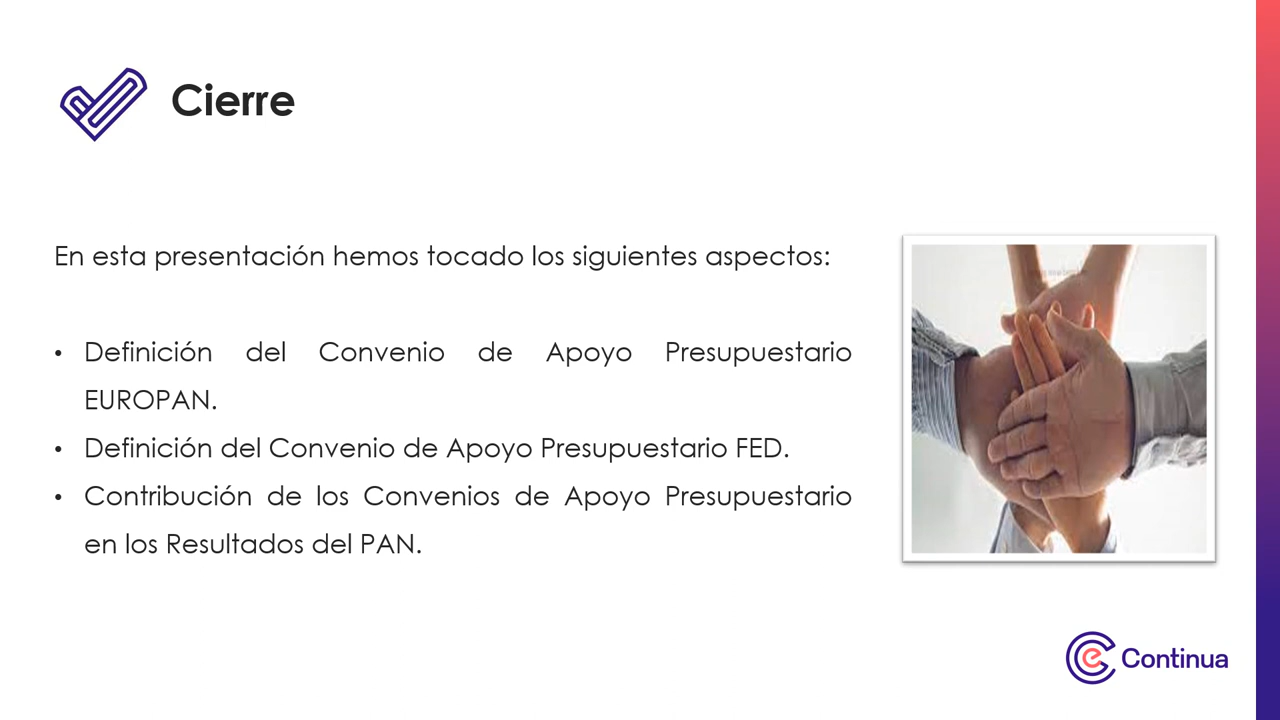 Cierre
En esta presentación hemos tocado los siguientes aspectos:
• Definición del Convenio de Apoyo Presupuestario
EUROPAN.
• Definición del Convenio de Apoyo Presupuestario FED.
• Contribución de los Convenios de Apoyo Presupuestario
en los Resultados del PAN.
e Continua